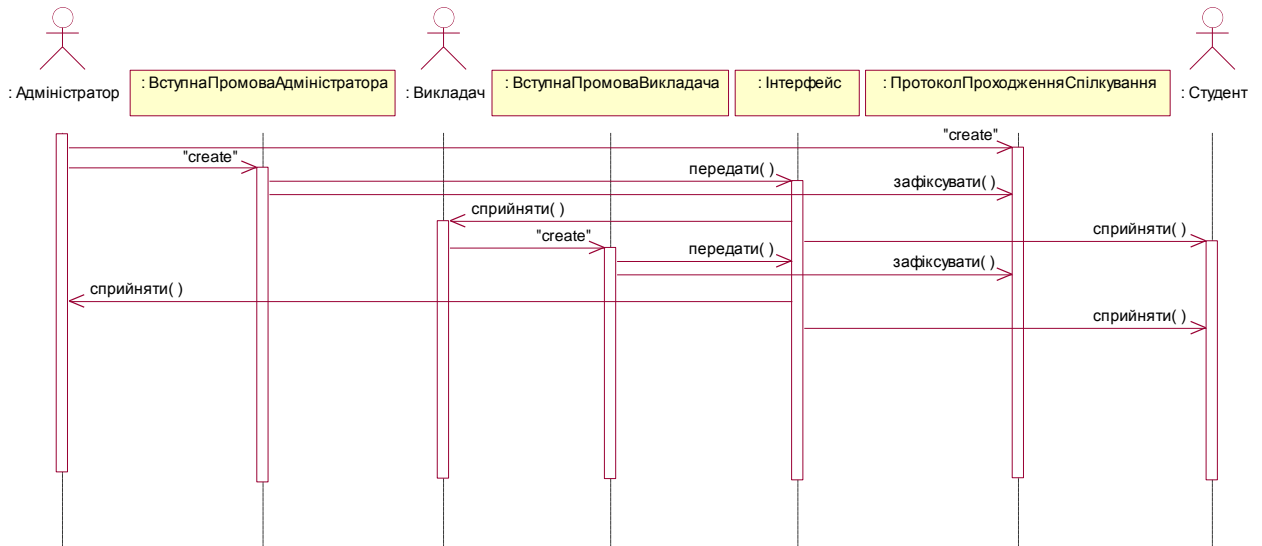 : Адміністратор
: ВступнаПромоваАдміністратора
: Викладач
: ВступнаПромоваВикладача
: Інтерфейс
: ПротоколПроходженняСпілкування
: Студент
"create"
"create"
передати( )
зафіксувати( )
сприйняти( )
сприйняти( )
"create"
передати( )
зафіксувати( )
сприйняти( )
сприйняти( )